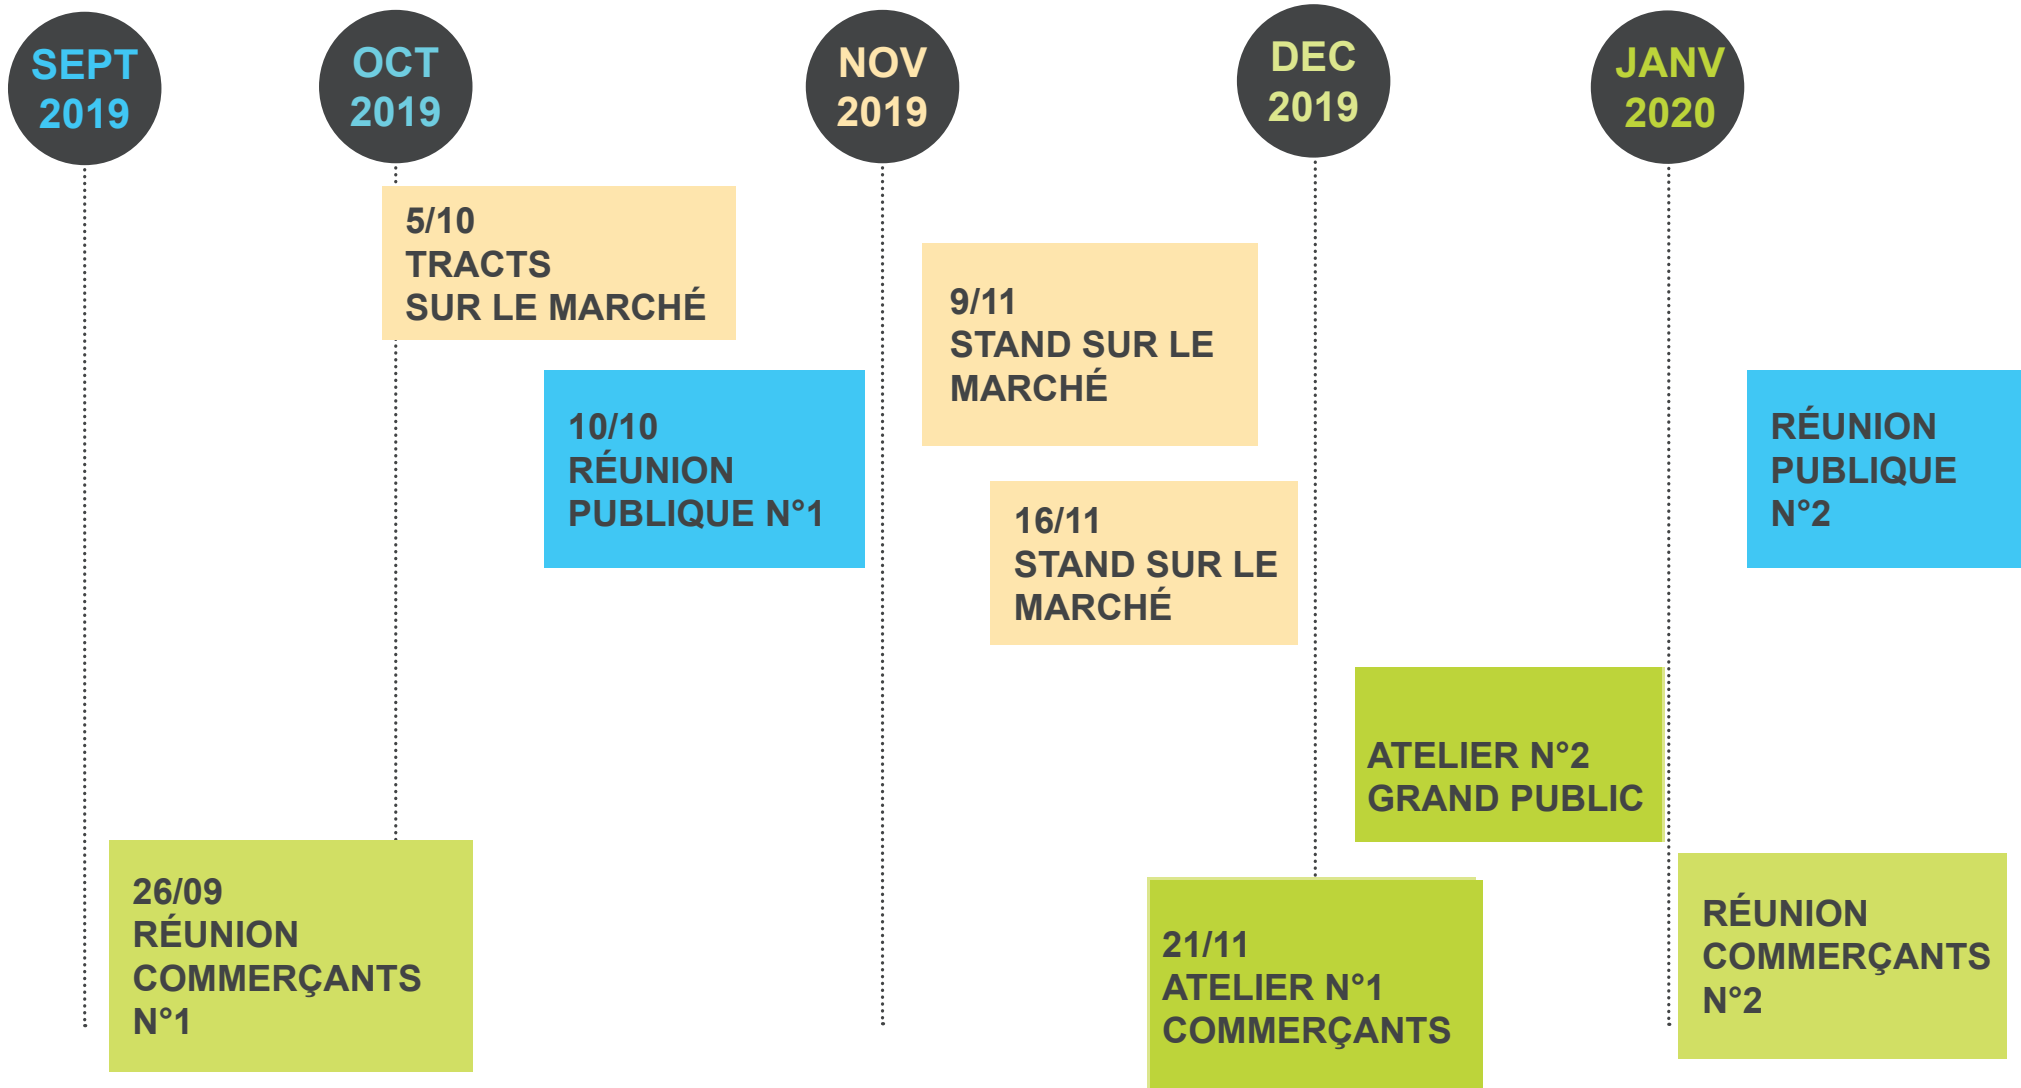 SEPT
2019
OCT
2019
NOV
2019
DEC
2019
JANV
2020
5/10
TRACTS
SUR LE MARCHÉ
9/11
STAND SUR LE
MARCHÉ
10/10
RÉUNION
PUBLIQUE N°1
RÉUNION
PUBLIQUE
N°2
16/11
STAND SUR LE
MARCHÉ
ATELIER N°2
GRAND PUBLIC
26/09
RÉUNION
COMMERÇANTS
N°1
21/11
ATELIER N°1
COMMERÇANTS
RÉUNION
COMMERÇANTS
N°2